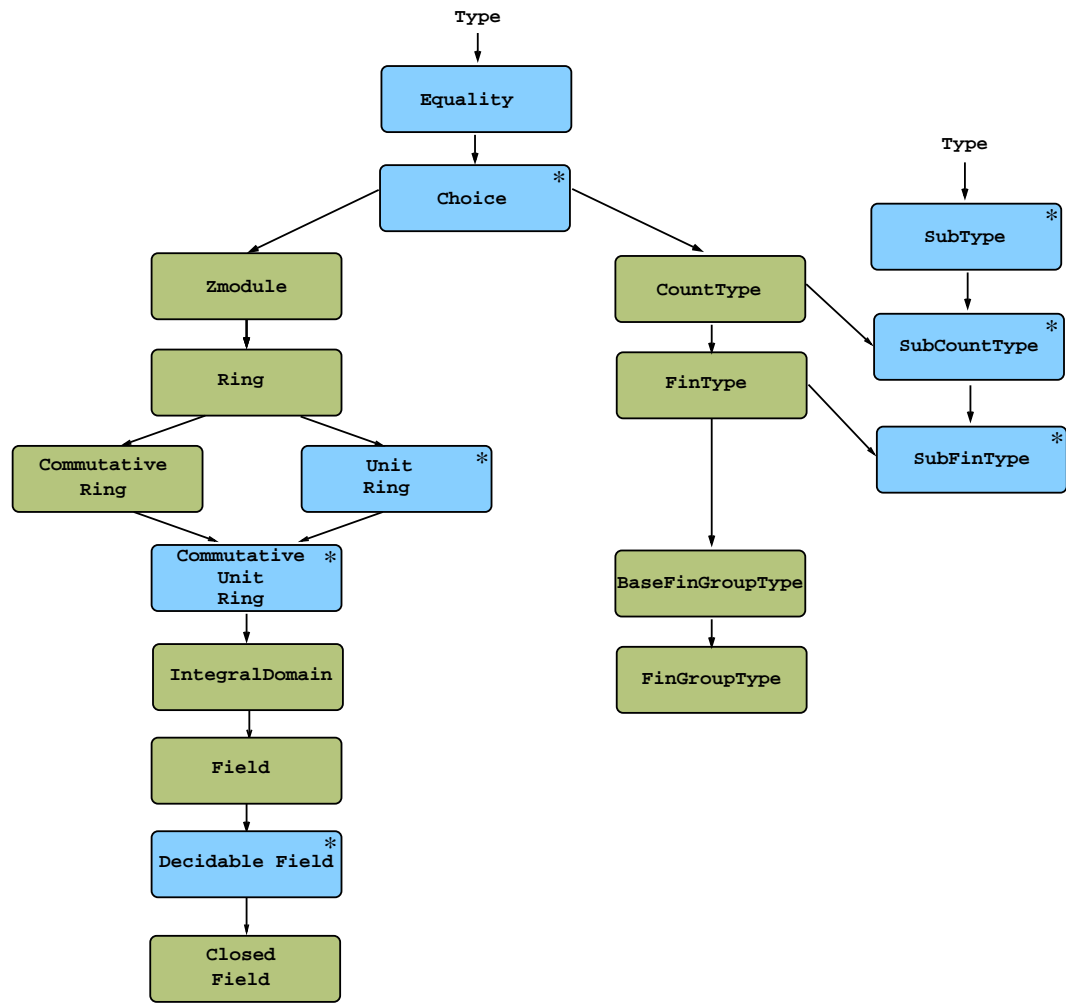 Type
Equality
Type
*
Choice
*
SubType
Zmodule
CountType
*
SubCountType
Ring
FinType
*
SubFinType
Commutative
Ring
*
Unit
Ring
Commutative
*
Unit
Ring
BaseFinGroupType
IntegralDomain
FinGroupType
Field
*
Decidable Field
Closed
Field